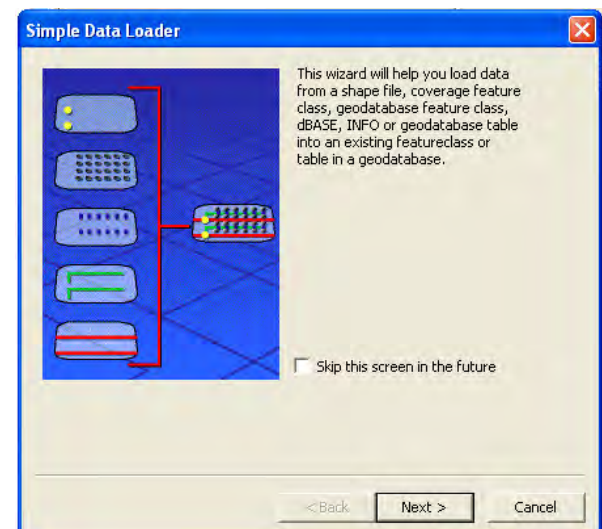 Simple Data Loader
This wizard will help you load data
from a shape file, coverage feature
class, geodatabase feature class,
dBASE, INFO or geodatabase table
into an existing featureclass or
table in a geodatabase.
Skip this screen in the future
< Back
Next >
Cancel